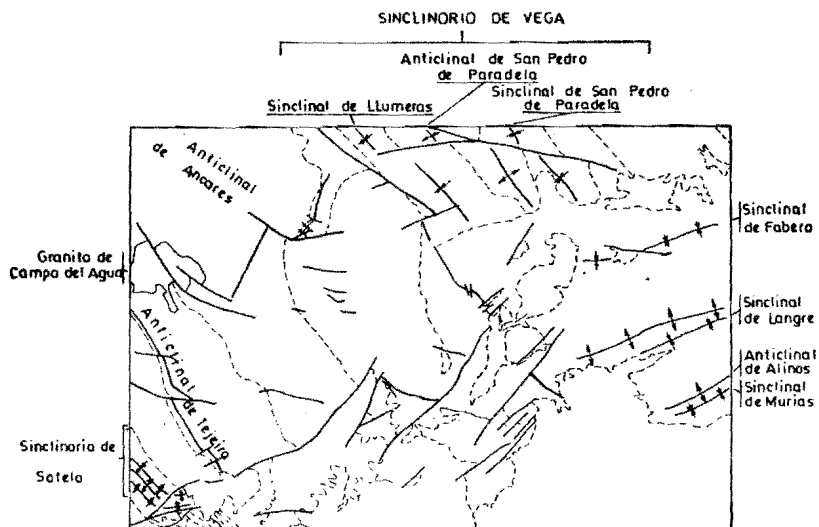 SINCLINORIO DE VEGA
Anticlinal de San Pedro
de Paradela
Sinclinal de San Pedro
de Paradela
Sinclinal de LLumeras
Anticlinal
de
Ancares
Granito de
Campa del Agua
Anticlinal
de Tejeiro
Sinclinorio de
Sotelo
Sinclinal
de Fabero
Sinclinal
de Langre
Anticlinal
de Alinos
Sinclinal
de Murias